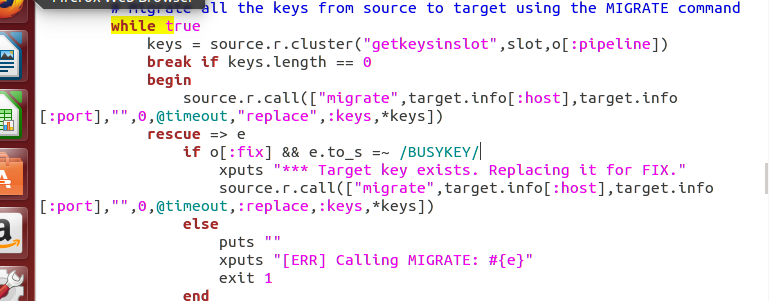 Firefox Web Browser
# Migrate all the keys from source to target using the MIGRATE command
while true
keys = source.r.cluster("getkeysinslot",slot,o[:pipeline])
break if keys.length == 0
begin
source.r.call(["migrate",target.info[:host],target.info
[:port],"",0,@timeout,"replace",:keys,*keys])
rescue => e
if o[:fix] && e.to_s =~ /BUSYKEY/
xputs "*** Target key exists. Replacing it for FIX."
source.r.call(["migrate",target.info[:host],target.info
[:port],"",0,@timeout,:replace,:keys,*keys])
else
puts ""
xputs "[ERR] Calling MIGRATE: #{e}"
exit 1
end